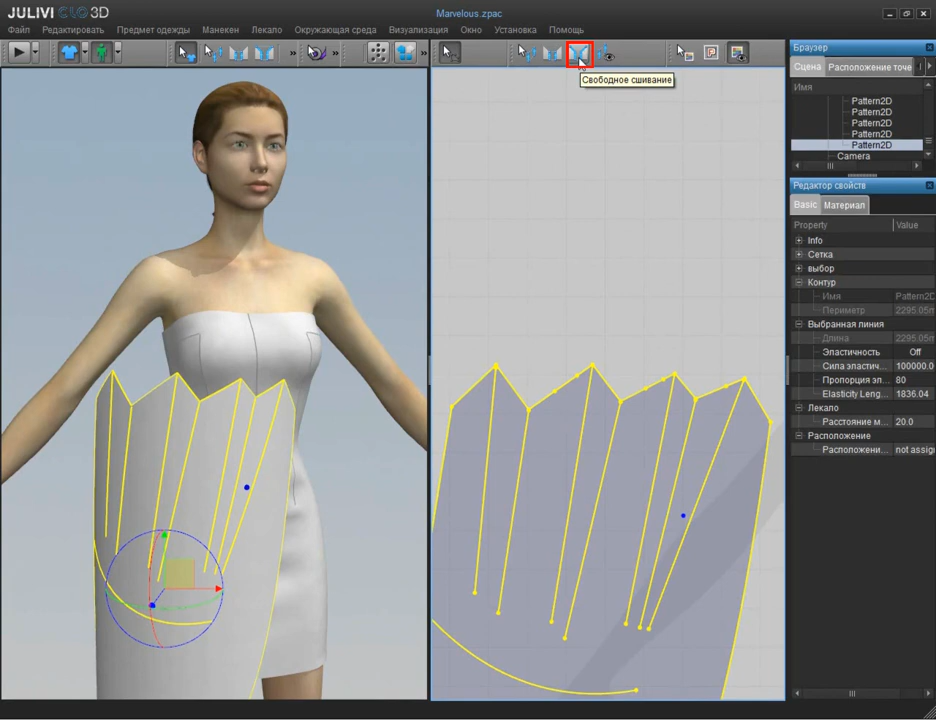 JULIVI CLO 3D
Marvelous.zpac
Файл Редактировать Предмет одежды Манекен Лекало Окружающая среда Визуализация Окно Установка Помощь
Свободное сшивание
Браузер
Сцена Расположение точе
Имя
Pattern2D
Pattern2D
Pattern2D
Pattern2D
Pattern2D
Camera
Редактор свойств
Basic Материал
Property Value
Info
Сетка
выбор
Контур
Имя Pattern2D
Периметр 2295.05m
Выбранная линия
Длина 2295.05m
Эластичность Off
Сила эластич... 100000.0
Пропорция эл... 80
Elasticity Leng... 1836.04
Лекало
Расстояние м... 20.0
Расположение
Расположени... not assig